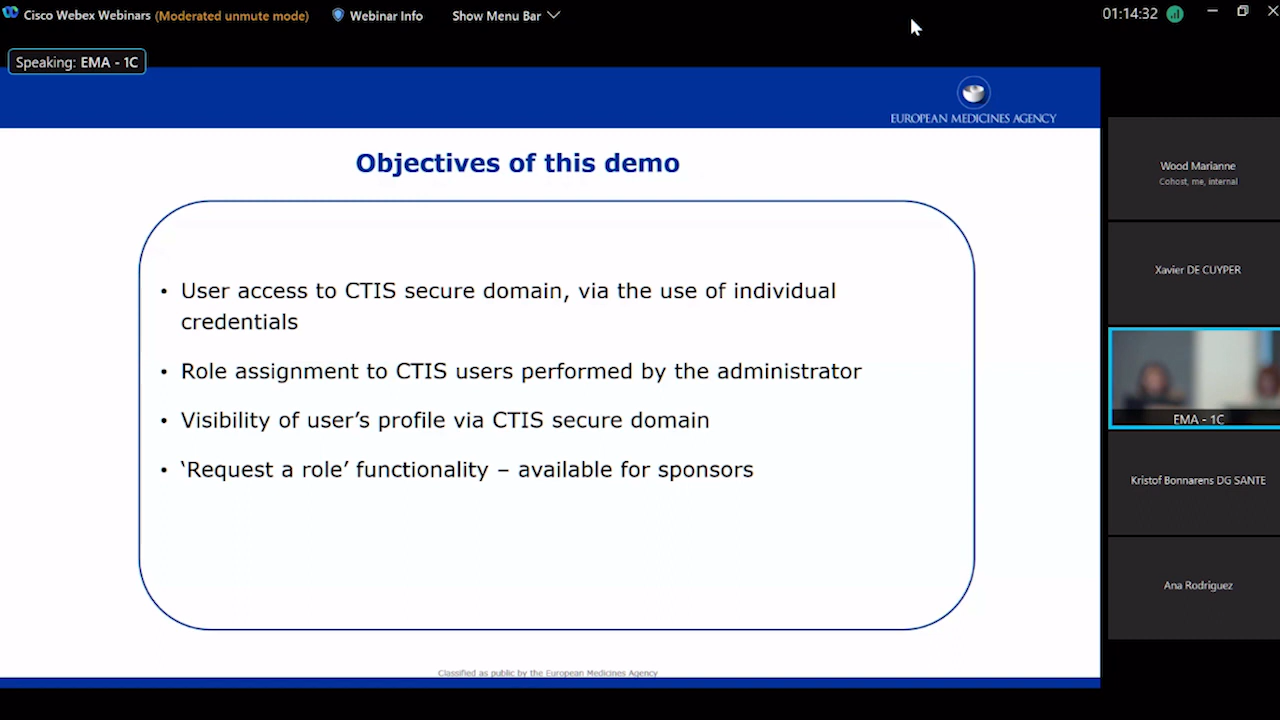 Cisco Webex Webinars (Moderated unmute mode) Webinar Info Show Menu Bar 01:14:32
Speaking: EMA - 1C
EUROPEAN MEDICINES AGENCY
Objectives of this demo
• User access to CTIS secure domain, via the use of individual
credentials
• Role assignment to CTIS users performed by the administrator
• Visibility of user’s profile via CTIS secure domain
• ‘Request a role’ functionality – available for sponsors
Classified as public by the European Medicines Agency
Wood Marianne
Cohost, me, internal
Xavier DE CUYPER
EMA - 1C
Kristof Bonnarens DG SANTE
Ana Rodriguez